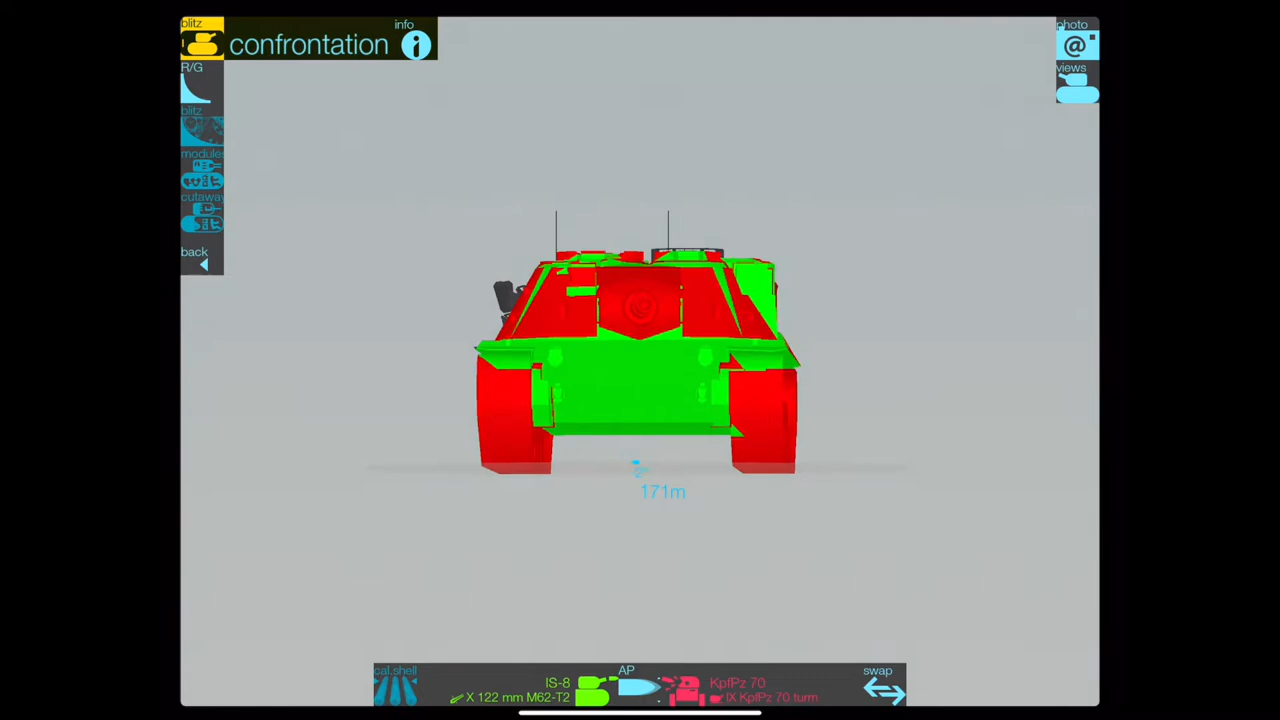 blitz
info
confrontation
photo
@
R/G
views
blitz
modules
cutaway
back
2°
171m
cal.shell
AP
swap
IS-8
KpfPz 70
X 122 mm M62-T2
IX KpfPz 70 turm